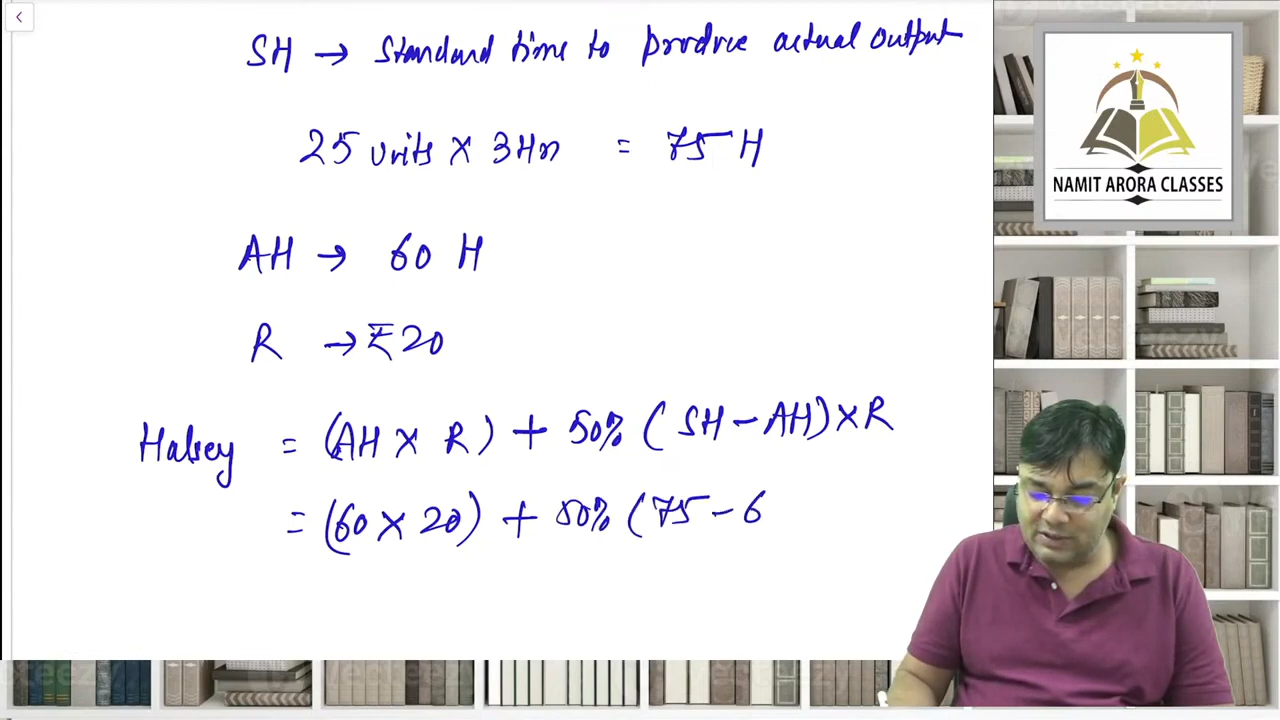 SH → Standard time to produce actual output
25 units × 3 Hrs = 75 H
AH → 60 H
R → ₹20
Halsey = (AH × R) + 50% (SH – AH) × R
= (60 × 20) + 50% (75 – 6
NAMIT ARORA CLASSES